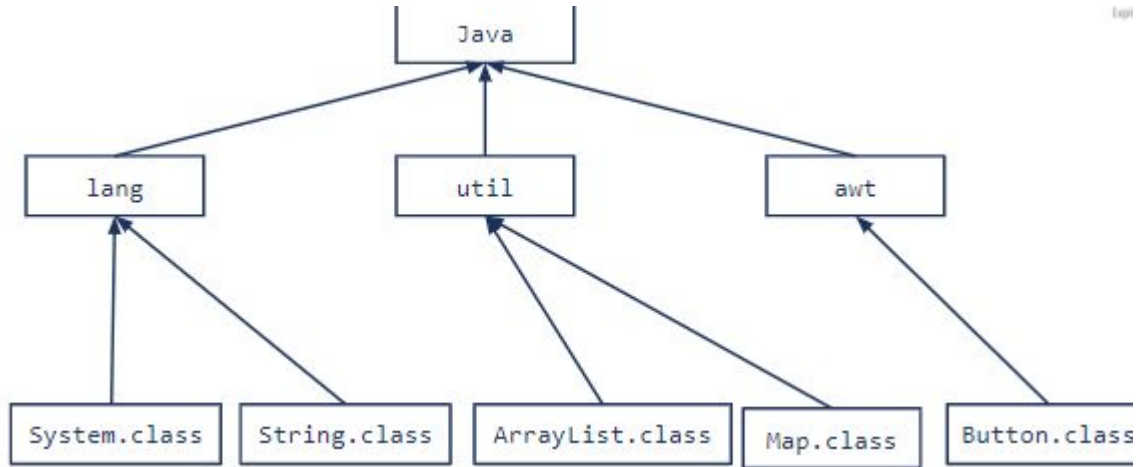 Java
lang
util
awt
System.class
String.class
ArrayList.class
Map.class
Button.class